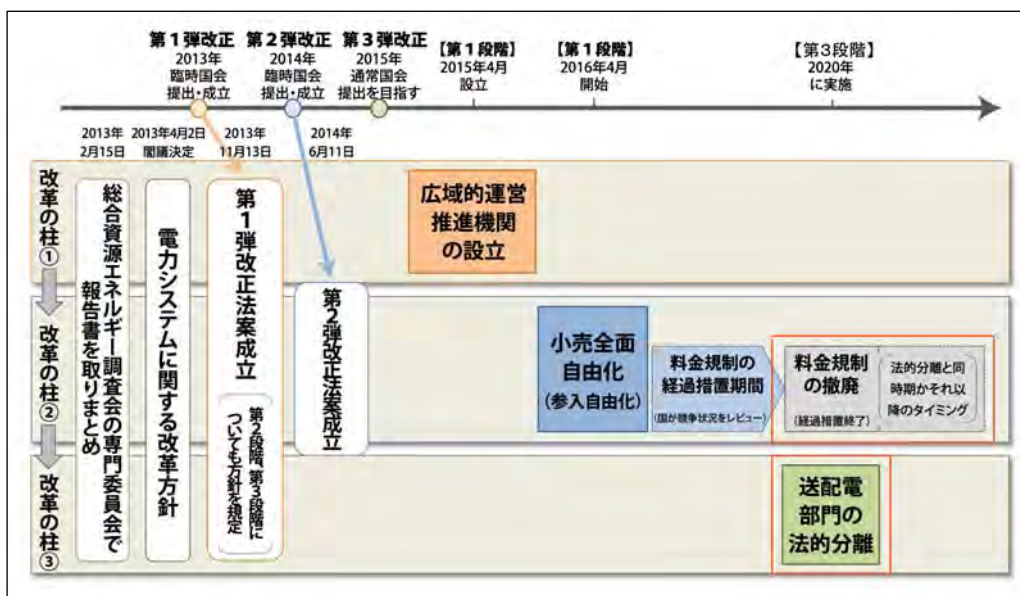 第1弾改正
2013年
臨時国会
提出・成立
第2弾改正
2014年
臨時国会
提出・成立
第3弾改正
2015年
通常国会
提出を目指す
【第1段階】
2015年4月
設立
【第1段階】
2016年4月
開始
【第3段階】
2020年
に実施
2013年
2月15日
2013年4月2日
閣議決定
2013年
11月13日
2014年
6月11日
改革の柱①
改革の柱②
改革の柱③
総合資源エネルギー調査会の専門委員会で
報告書を取りまとめ
電力システムに関する改革方針
第1弾改正法案成立
第2段階、第3段階に
ついても方針を規定
第2弾改正法案成立
広域的運営
推進機関
の設立
小売全面
自由化
(参入自由化)
料金規制の
経過措置期間
(国が競争状況をレビュー)
料金規制
の撤廃
(経過措置終了)
法的分離と同
時期かそれ以
降のタイミング
送配電
部門の
法的分離